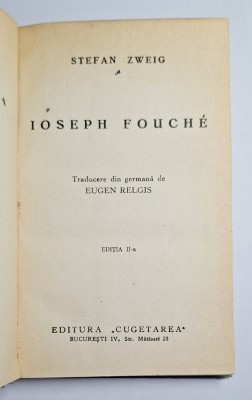 STEFAN ZWEIG
IOSEPH FOUCHÉ
Traducere din germană de
EUGEN RELGIS
EDIȚIA II-a
EDITURA „CUGETAREA"
BUCUREȘTI IV, Str. Mătăsari 23